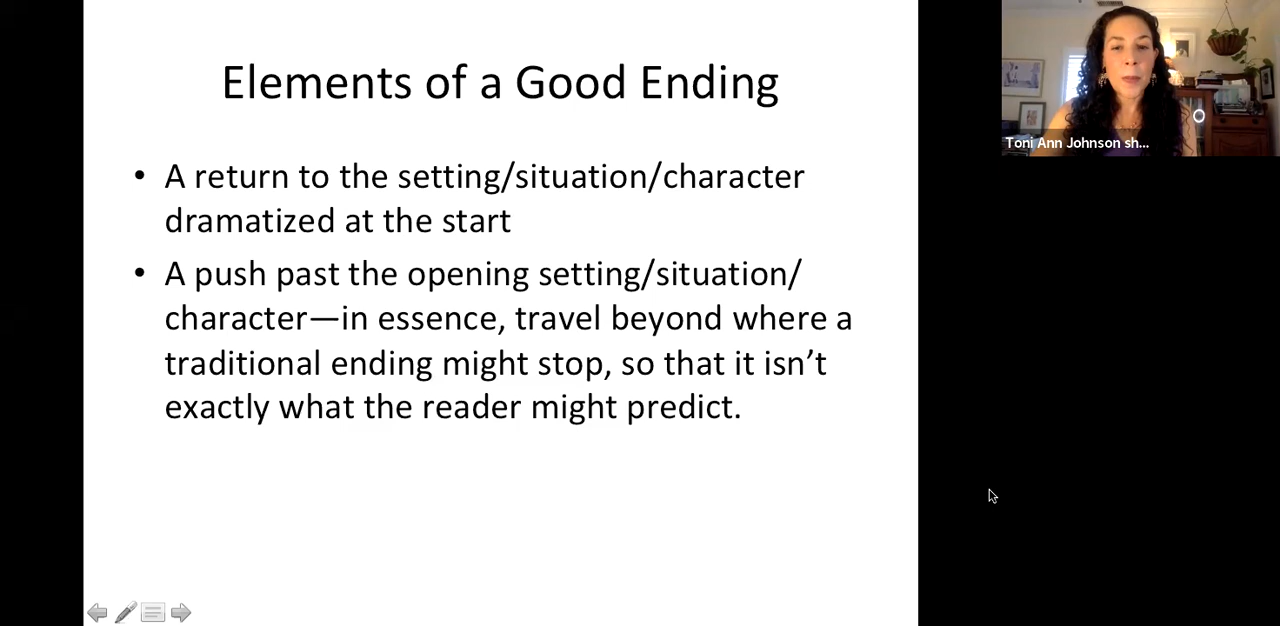 Elements of a Good Ending
• A return to the setting/situation/character
dramatized at the start
• A push past the opening setting/situation/
character—in essence, travel beyond where a
traditional ending might stop, so that it isn’t
exactly what the reader might predict.
Toni Ann Johnson sh...